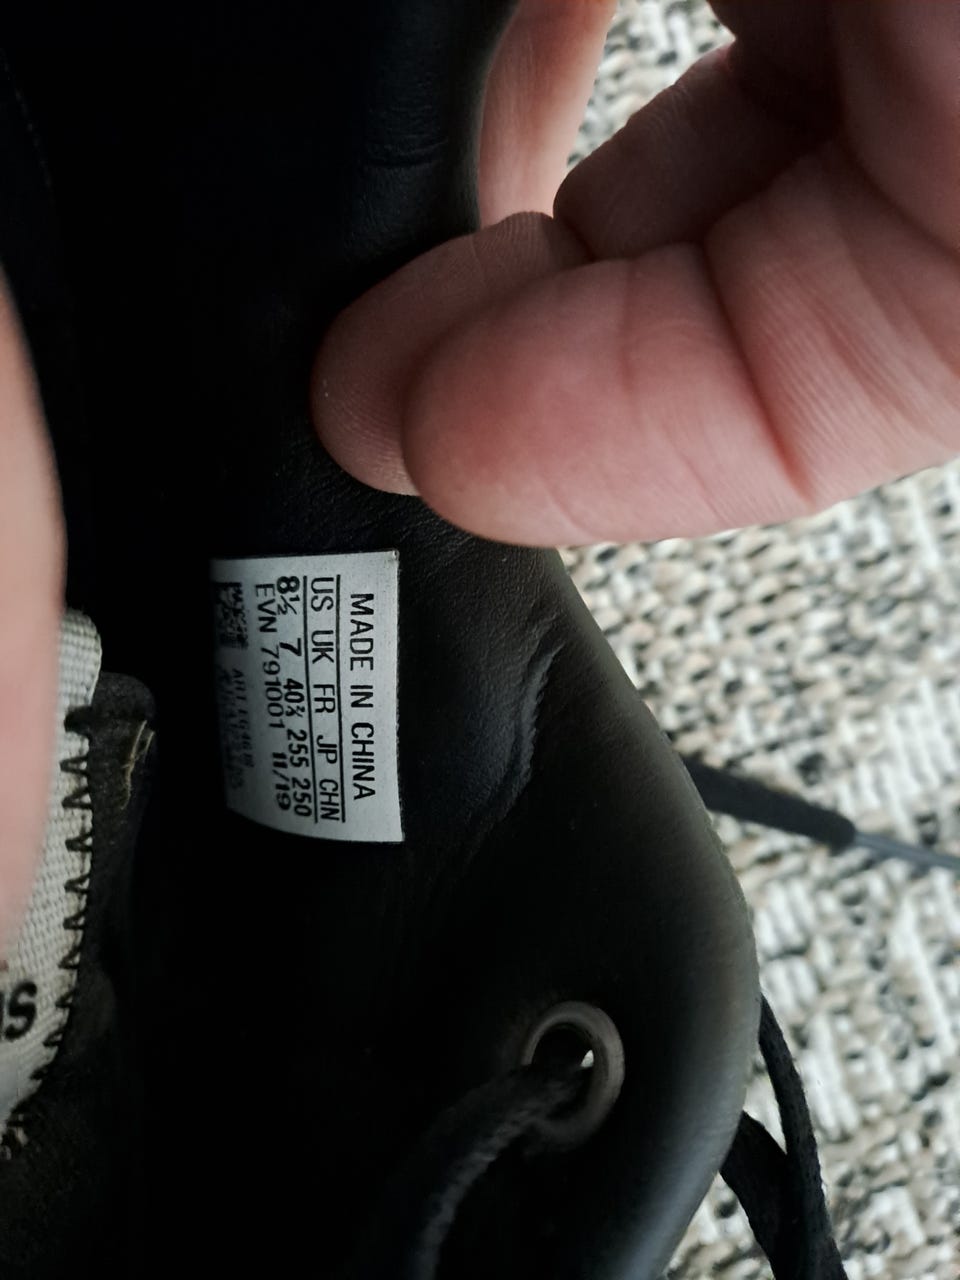 MADE IN CHINA
US UK FR JP CHN
8½ 7 40⅔ 255 250
EVN 791001 11/19